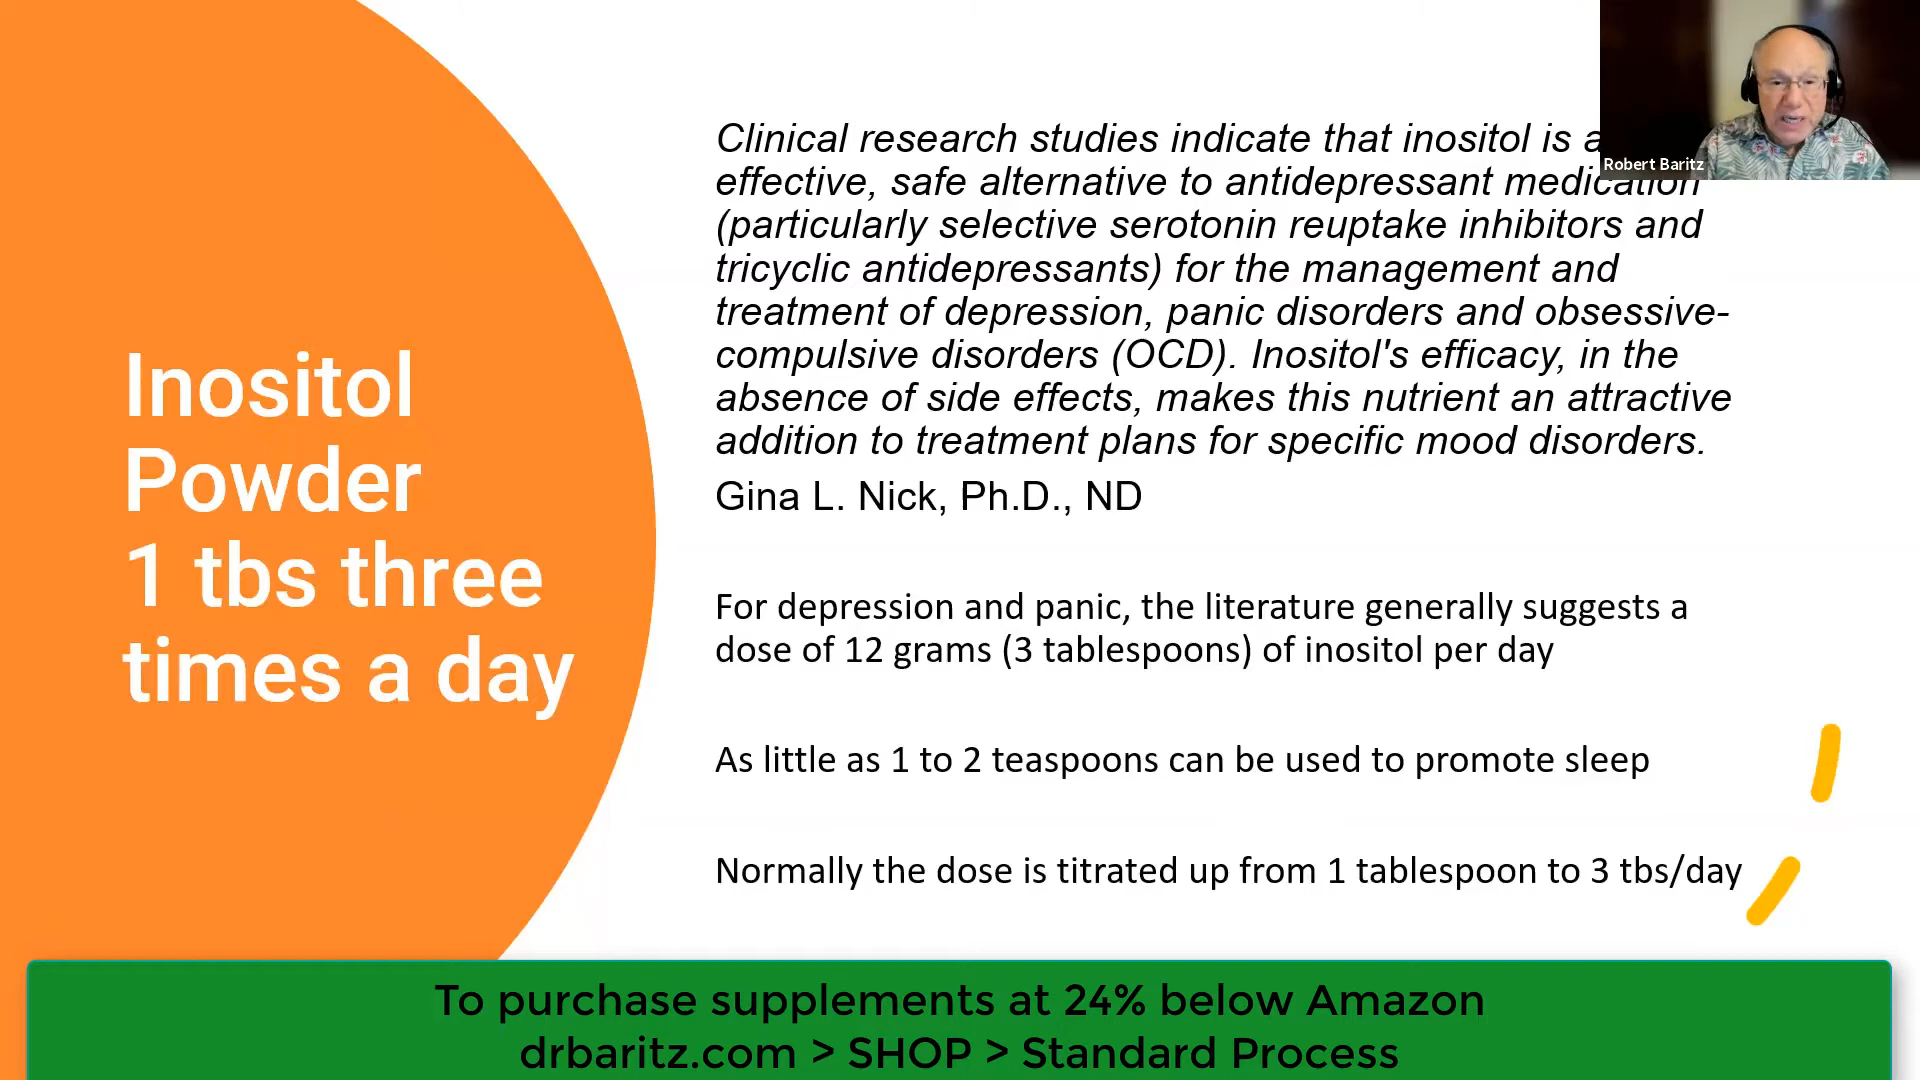 Inositol
Powder
1 tbs three
times a day
Clinical research studies indicate that inositol is a
effective, safe alternative to antidepressant medication
(particularly selective serotonin reuptake inhibitors and
tricyclic antidepressants) for the management and
treatment of depression, panic disorders and obsessive-
compulsive disorders (OCD). Inositol's efficacy, in the
absence of side effects, makes this nutrient an attractive
addition to treatment plans for specific mood disorders.
Gina L. Nick, Ph.D., ND
For depression and panic, the literature generally suggests a
dose of 12 grams (3 tablespoons) of inositol per day
As little as 1 to 2 teaspoons can be used to promote sleep
Normally the dose is titrated up from 1 tablespoon to 3 tbs/day
Robert Baritz
To purchase supplements at 24% below Amazon
drbaritz.com > SHOP > Standard Process